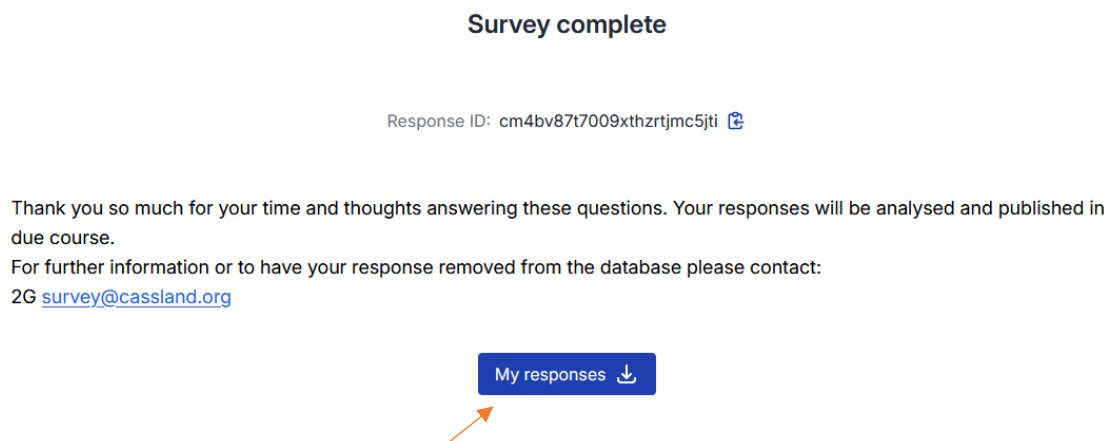 Survey complete
Response ID: cm4bv87t7009xthzrtjmc5jti
Thank you so much for your time and thoughts answering these questions. Your responses will be analysed and published in
due course.
For further information or to have your response removed from the database please contact:
2G survey@cassland.org
My responses